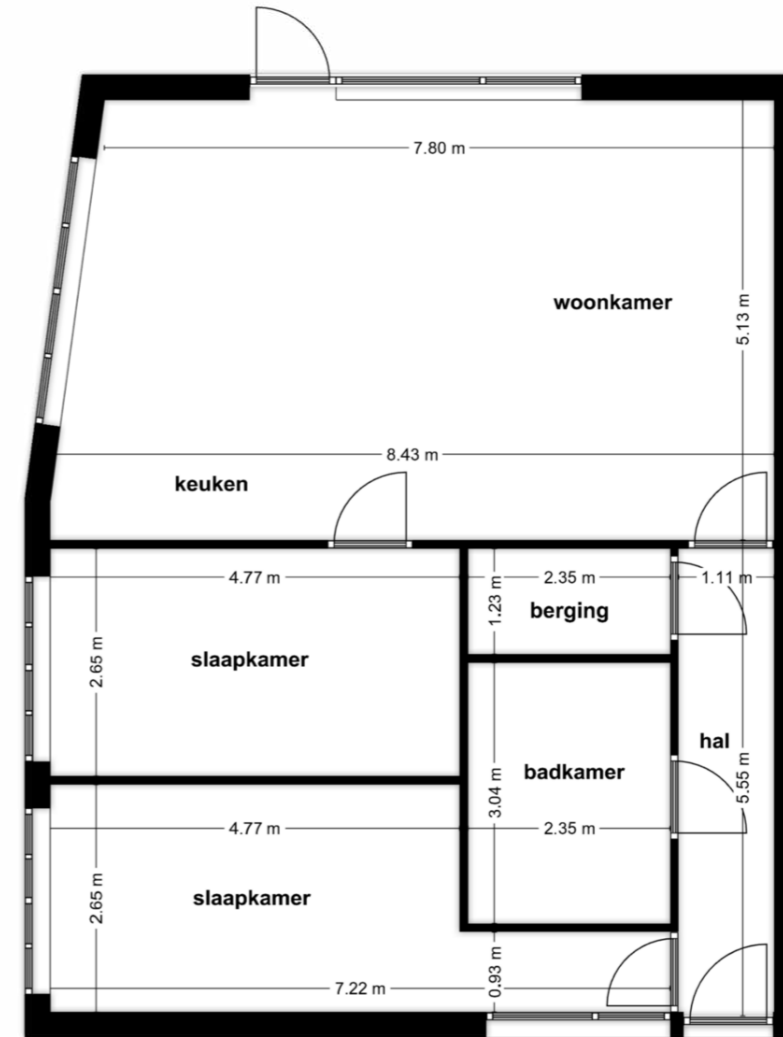 7.80 m
woonkamer
5.13 m
8.43 m
keuken
4.77 m
2.35 m
1.11 m
1.23 m
berging
2.65 m
slaapkamer
hal
badkamer
5.55 m
3.04 m
4.77 m
2.35 m
2.65 m
slaapkamer
0.93 m
7.22 m